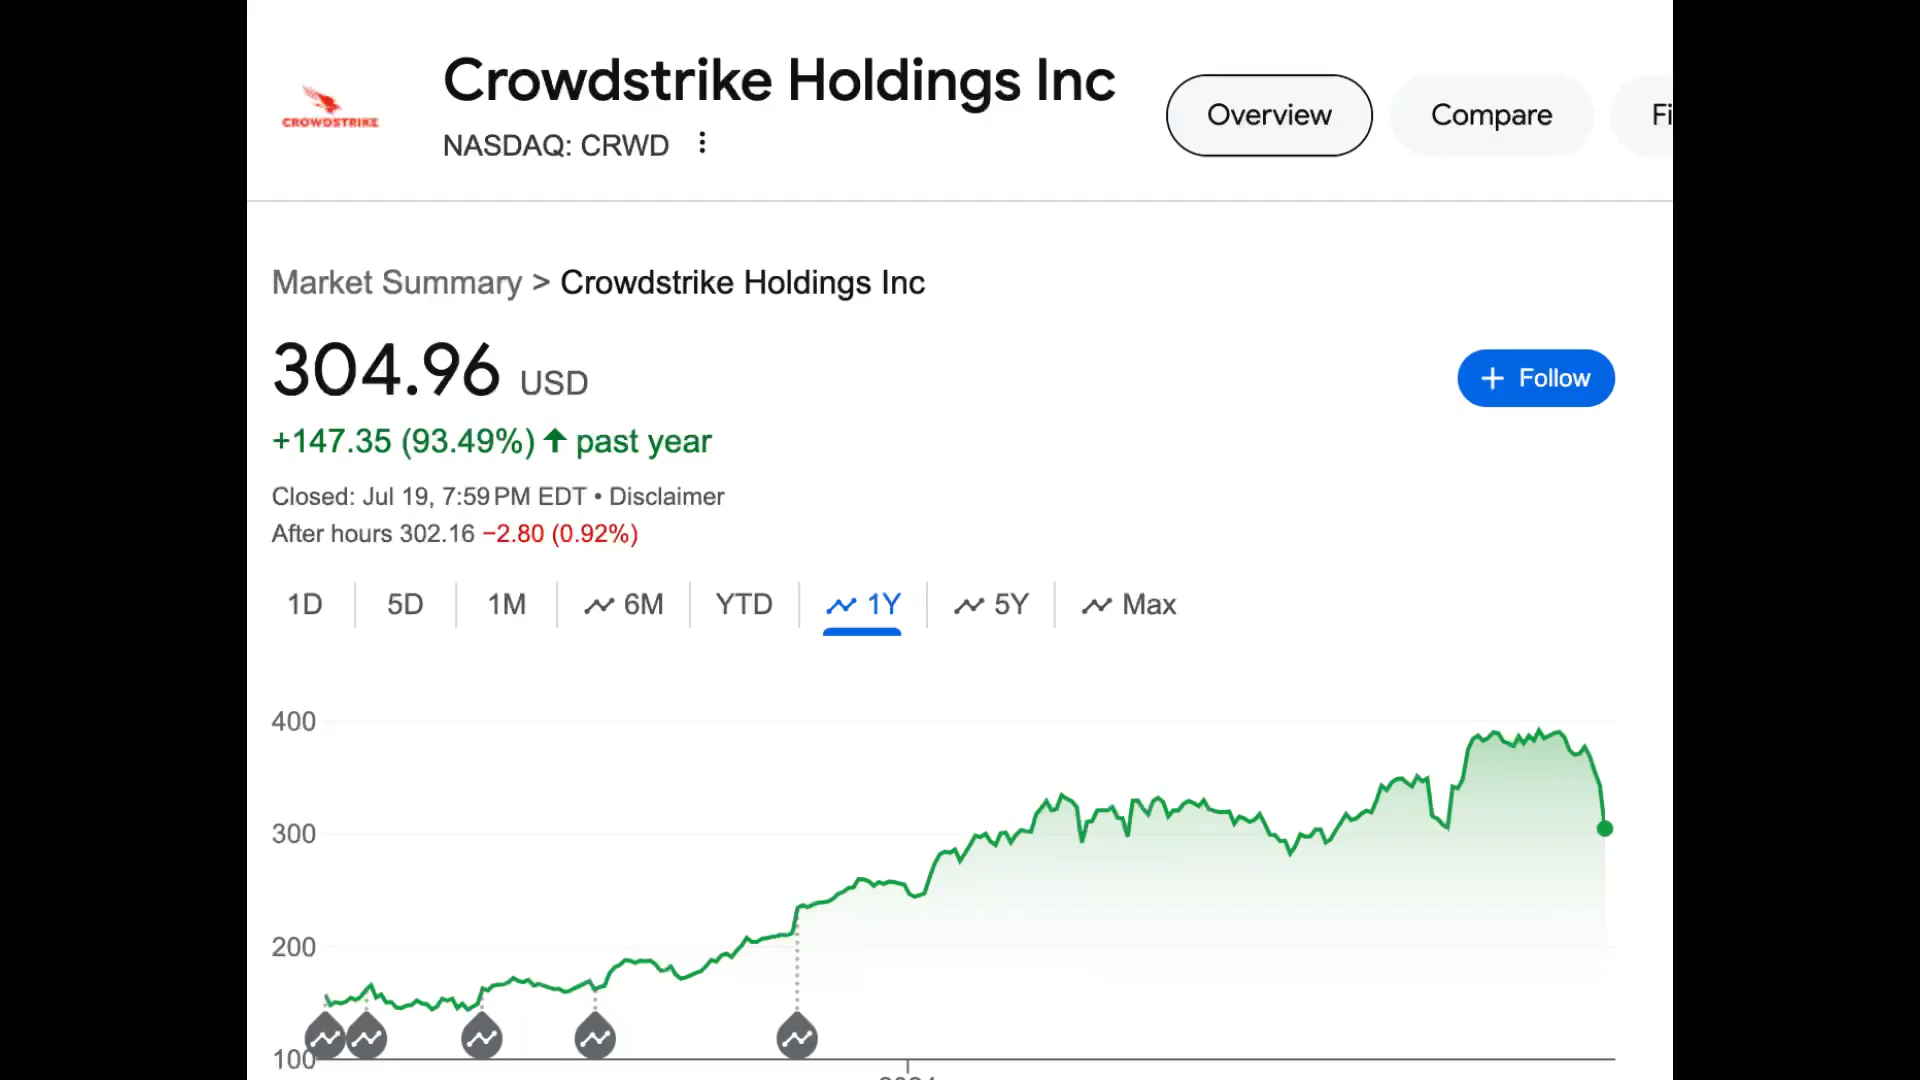 Crowdstrike Holdings Inc
CROWDSTRIKE
NASDAQ: CRWD
Overview
Compare
Fi
Market Summary > Crowdstrike Holdings Inc
304.96 USD
+ Follow
+147.35 (93.49%) ↑ past year
Closed: Jul 19, 7:59 PM EDT • Disclaimer
After hours 302.16 −2.80 (0.92%)
1D
5D
1M
6M
YTD
1Y
5Y
Max
400
300
200
100